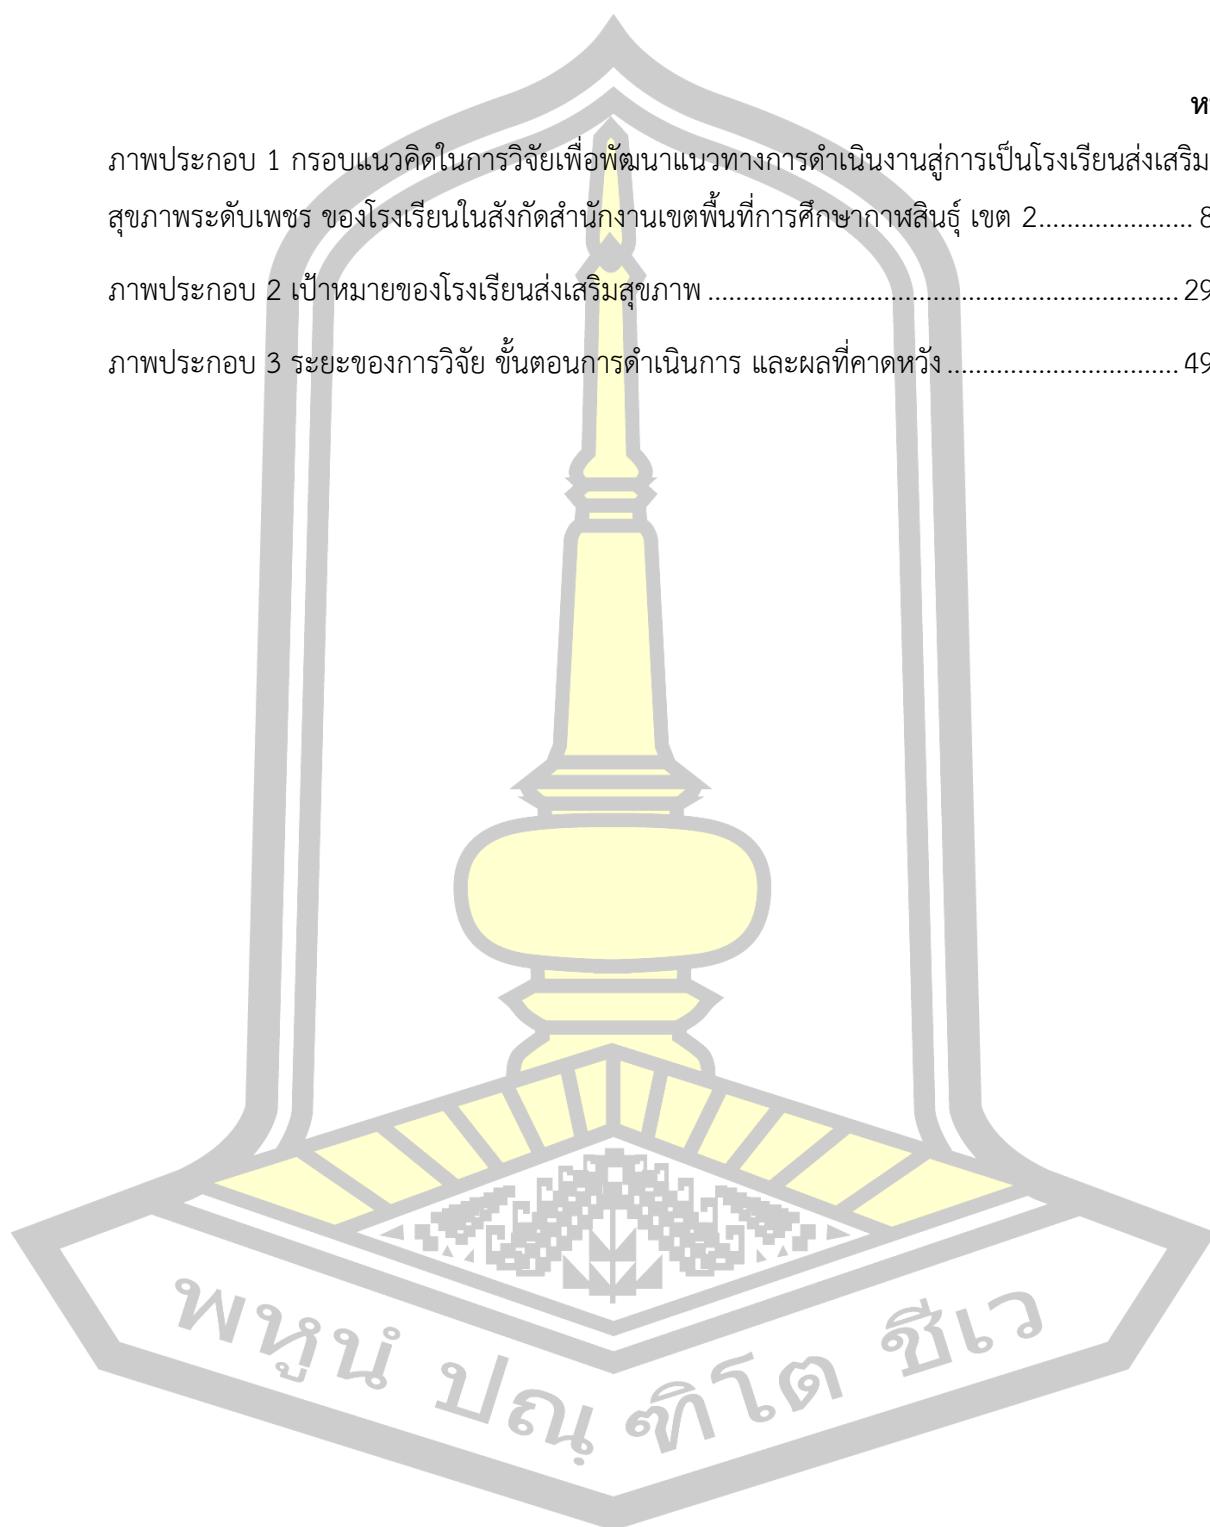 ภาพประกอบ 1 กรอบแนวคิดในการวิจัยเพื่อพัฒนาแนวทางการดำเนินงานสู่การเป็นโรงเรียนส่งเสริม
สุขภาพระดับเพชร ของโรงเรียนในสังกัดสำนักงานเขตพื้นที่การศึกษากาฬสินธุ์ เขต 2...................... 8
ภาพประกอบ 2 เป้าหมายของโรงเรียนส่งเสริมสุขภาพ ................................................................... 29
ภาพประกอบ 3 ระยะของการวิจัย ขั้นตอนการดำเนินการ และผลที่คาดหวัง ................................. 49
พหูนํ ปณฺฑิโต ชีเว